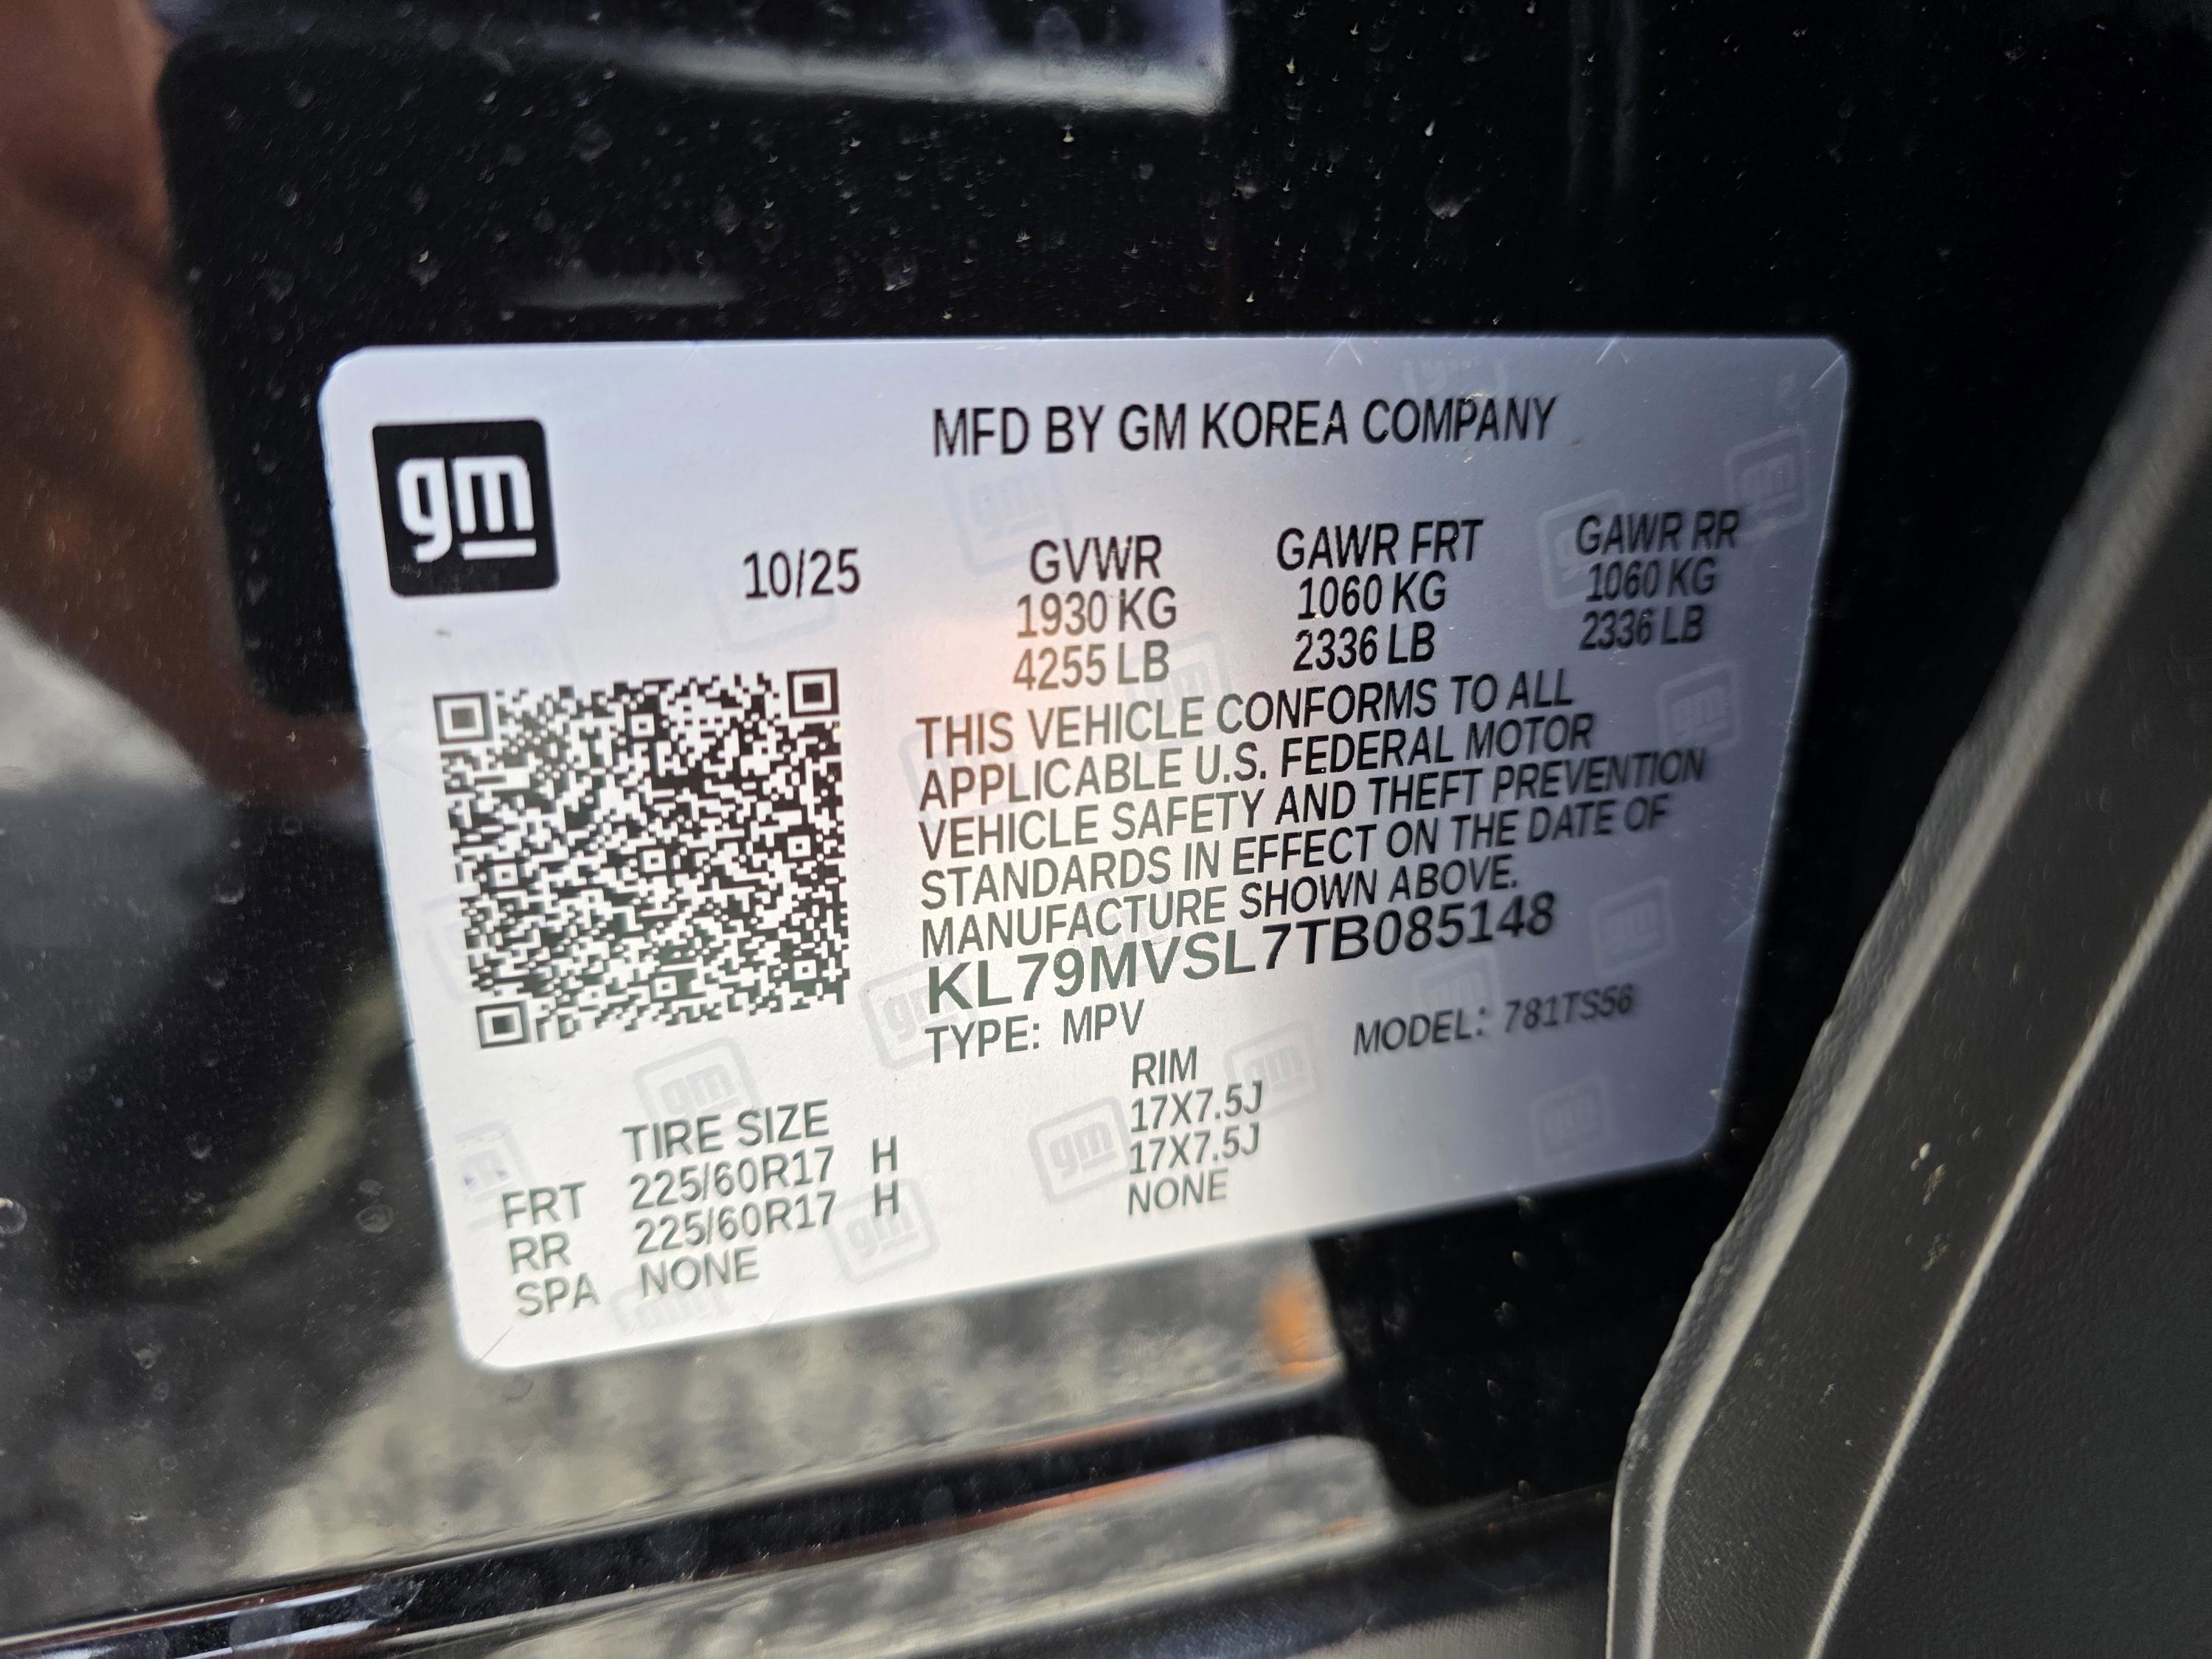 gm
MFD BY GM KOREA COMPANY
10/25
GVWR GAWR FRT GAWR RR
1930 KG 1060 KG 1060 KG
4255 LB 2336 LB 2336 LB
THIS VEHICLE CONFORMS TO ALL
APPLICABLE U.S. FEDERAL MOTOR
VEHICLE SAFETY AND THEFT PREVENTION
STANDARDS IN EFFECT ON THE DATE OF
MANUFACTURE SHOWN ABOVE.
KL79MVSL7TB085148
TYPE: MPV MODEL: 781TS56
TIRE SIZE RIM
FRT 225/60R17 H 17X7.5J
RR 225/60R17 H 17X7.5J
SPA NONE NONE